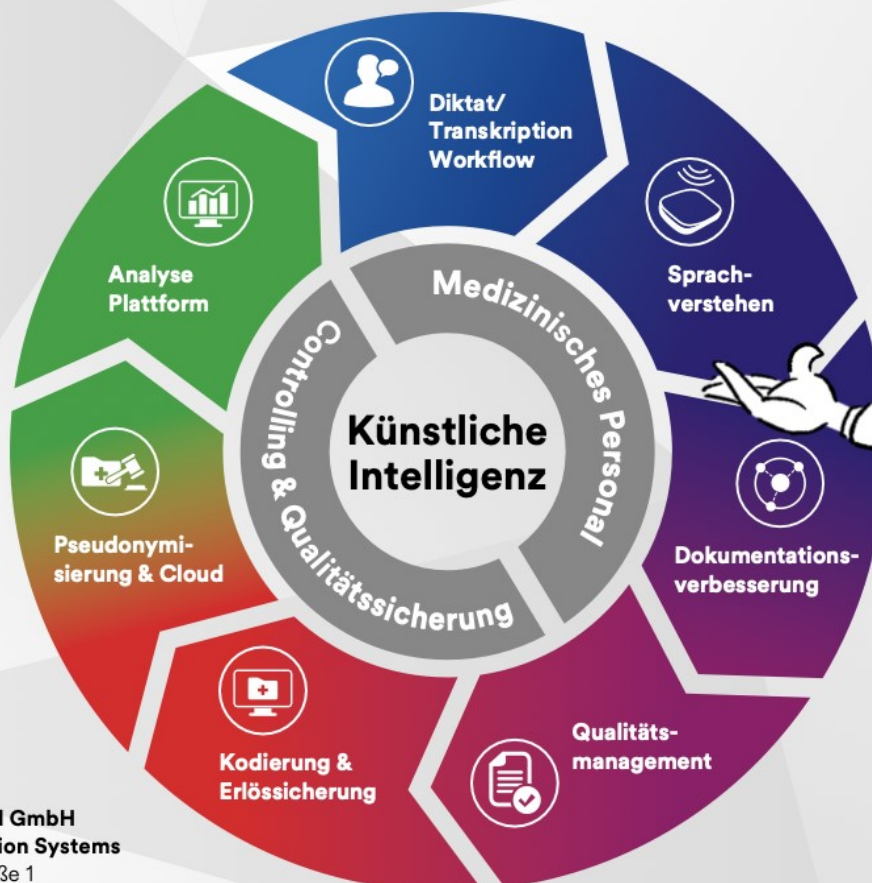 Diktat/
Transkription
Workflow
Sprach-
verstehen
Dokumentations-
verbesserung
Qualitäts-
management
Kodierung &
Erlössicherung
Pseudonymi-
sierung & Cloud
Analyse
Plattform
Medizinisches Personal
Controlling & Qualitätssicherung
Künstliche
Intelligenz
GmbH
Systems
1